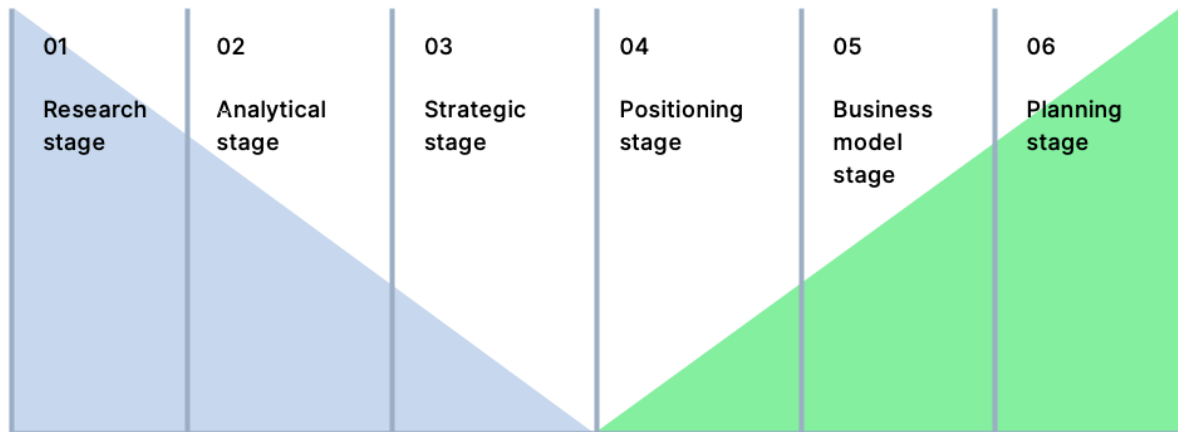 01
Research
stage
02
Analytical
stage
03
Strategic
stage
04
Positioning
stage
05
Business
model
stage
06
Planning
stage